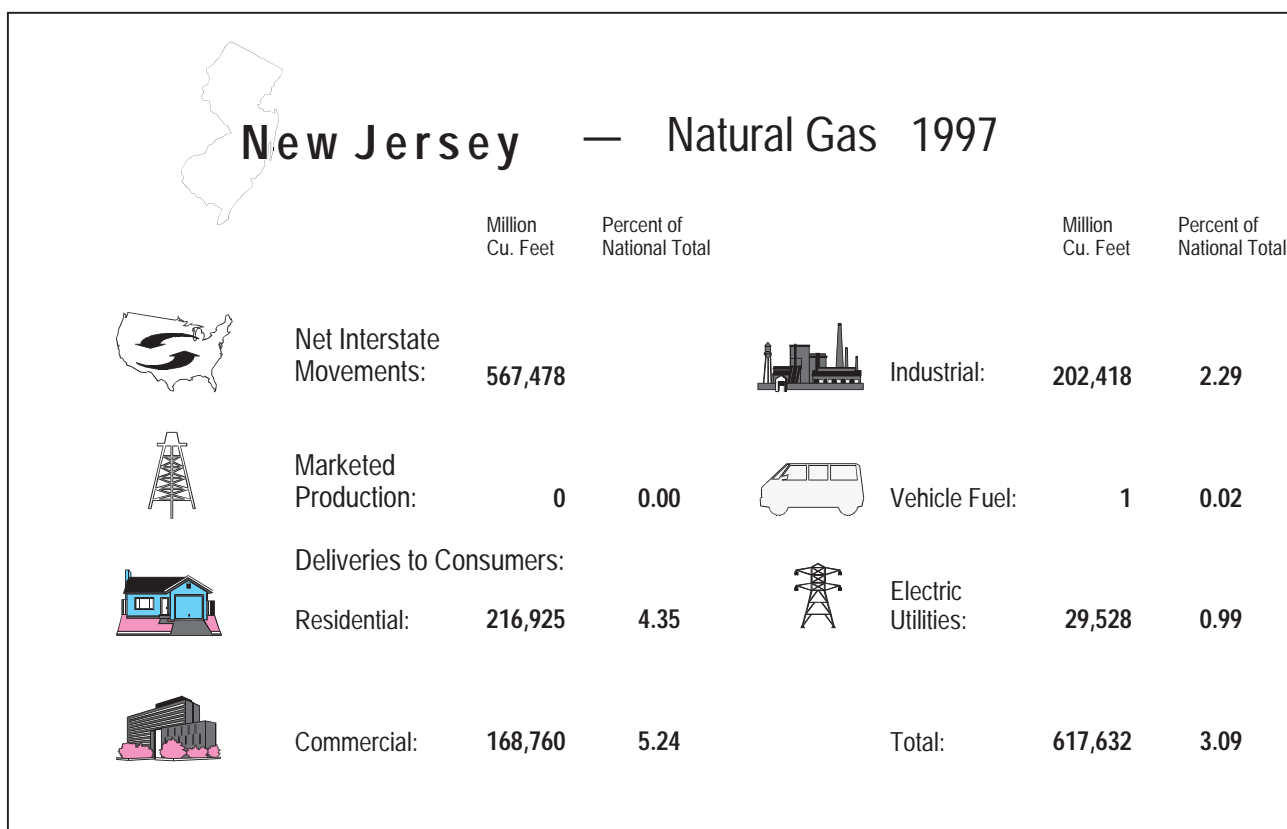 New Jersey — Natural Gas 1997
Million Cu. Feet
Percent of National Total
Million Cu. Feet
Percent of National Total
Net Interstate
Movements: 567,478
Marketed
Production: 0 0.00
Deliveries to Consumers:
Residential: 216,925 4.35
Commercial: 168,760 5.24
Industrial: 202,418 2.29
Vehicle Fuel: 1 0.02
Electric
Utilities: 29,528 0.99
Total: 617,632 3.09